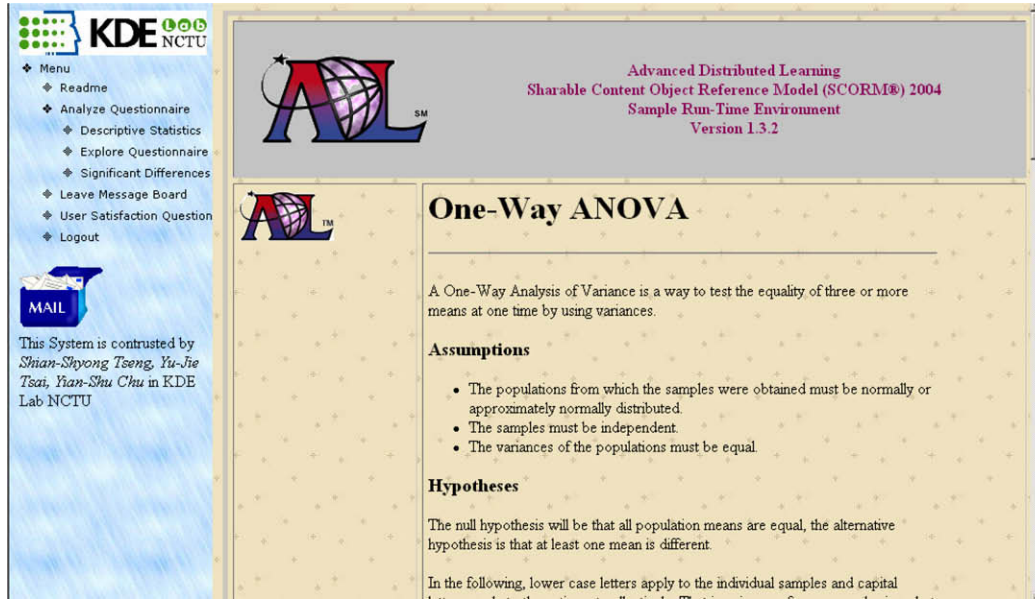 KDE Lab
NCTU
Menu
Readme
Analyze Questionnaire
Descriptive Statistics
Explore Questionnaire
Significant Differences
Leave Message Board
User Satisfaction Question
Logout
MAIL
This System is contrusted by
Shian-Shyong Tseng, Yu-Jie
Tsai, Yian-Shu Chu in KDE
Lab NCTU
ADL SM
Advanced Distributed Learning
Sharable Content Object Reference Model (SCORM®) 2004
Sample Run-Time Environment
Version 1.3.2
ADL TM
One-Way ANOVA
A One-Way Analysis of Variance is a way to test the equality of three or more
means at one time by using variances.
Assumptions
• The populations from which the samples were obtained must be normally or
approximately normally distributed.
• The samples must be independent.
• The variances of the populations must be equal.
Hypotheses
The null hypothesis will be that all population means are equal, the alternative
hypothesis is that at least one mean is different.
In the following, lower case letters apply to the individual samples and capital